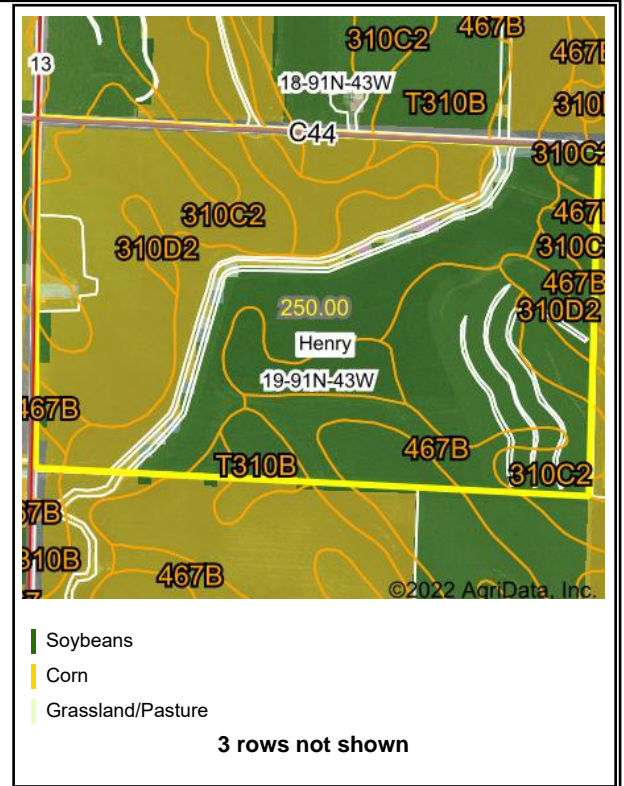 310C2
467B
467B
13
18-91N-43W
T310B
310
C44
310C2
310C2
467B
310D2
310C
467B
250.00
310D2
Henry
19-91N-43W
467B
467B
T310B
310C2
7B
310B
467B
©2022 AgriData, Inc.
Soybeans
Corn
Grassland/Pasture
3 rows not shown